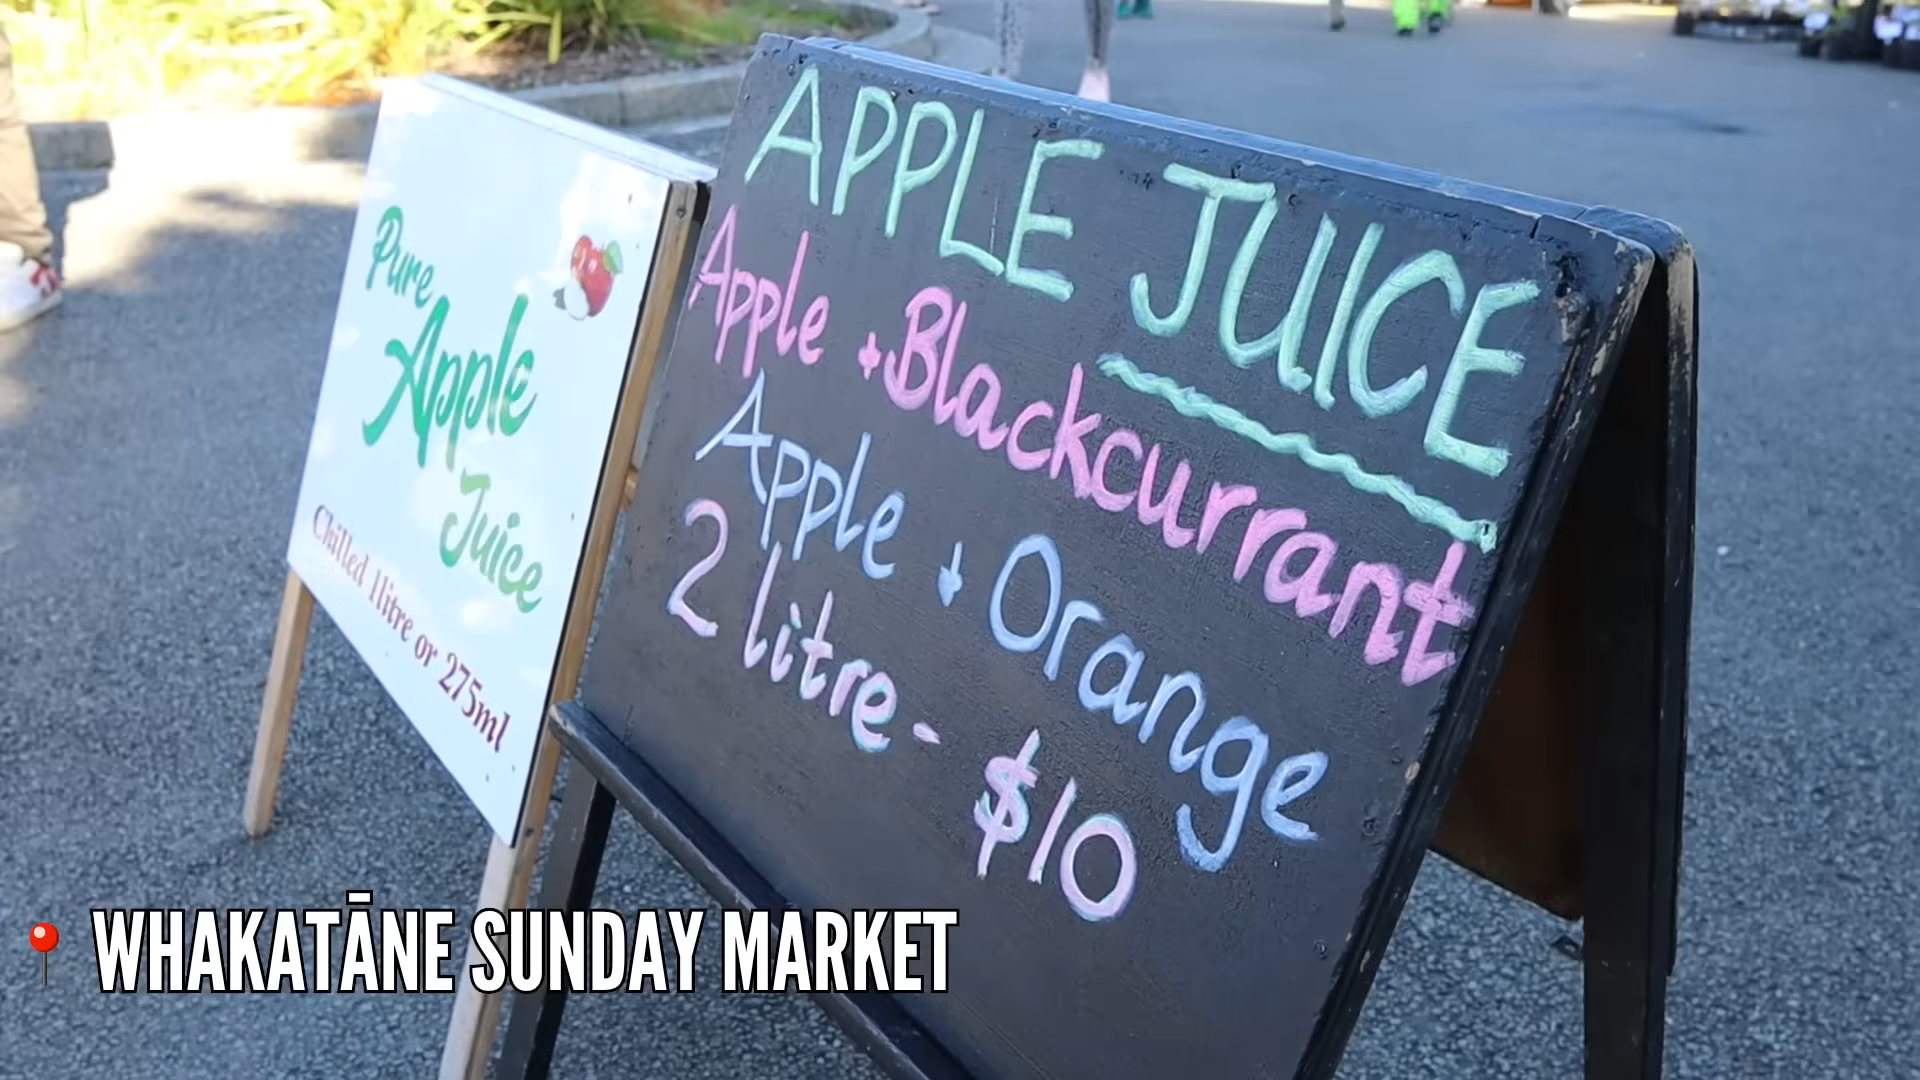 Pure
Apple
Juice
Chilled 1litre or 275ml
APPLE JUICE
Apple + Blackcurrant
Apple + Orange
2 litre - $10
WHAKATĀNE SUNDAY MARKET